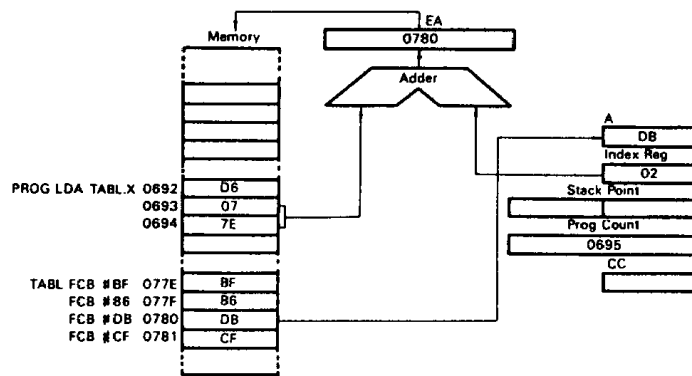 EA
Memory
0780
Adder
A
DB
Index Reg
02
PROG LDA TABL.X 0692 D6
0693 07
0694 7E
Stack Point
Prog Count
0695
CC
TABL FCB #BF 077E BF
FCB #86 077F 86
FCB #DB 0780 DB
FCB #CF 0781 CF